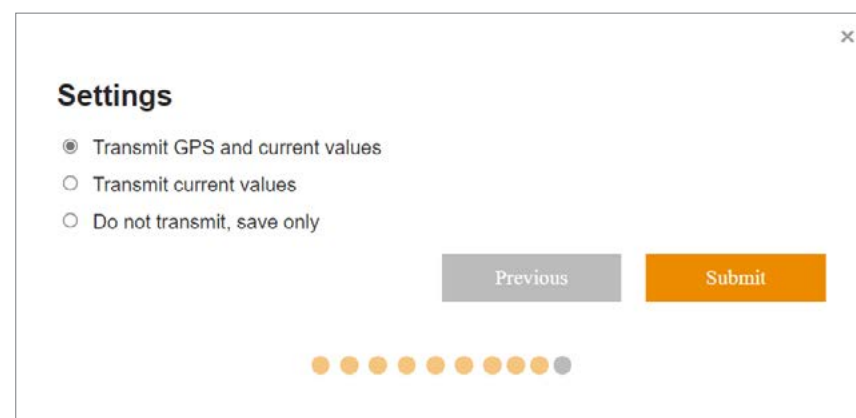 ×
Settings
Transmit GPS and current values
Transmit current values
Do not transmit, save only
Previous Submit